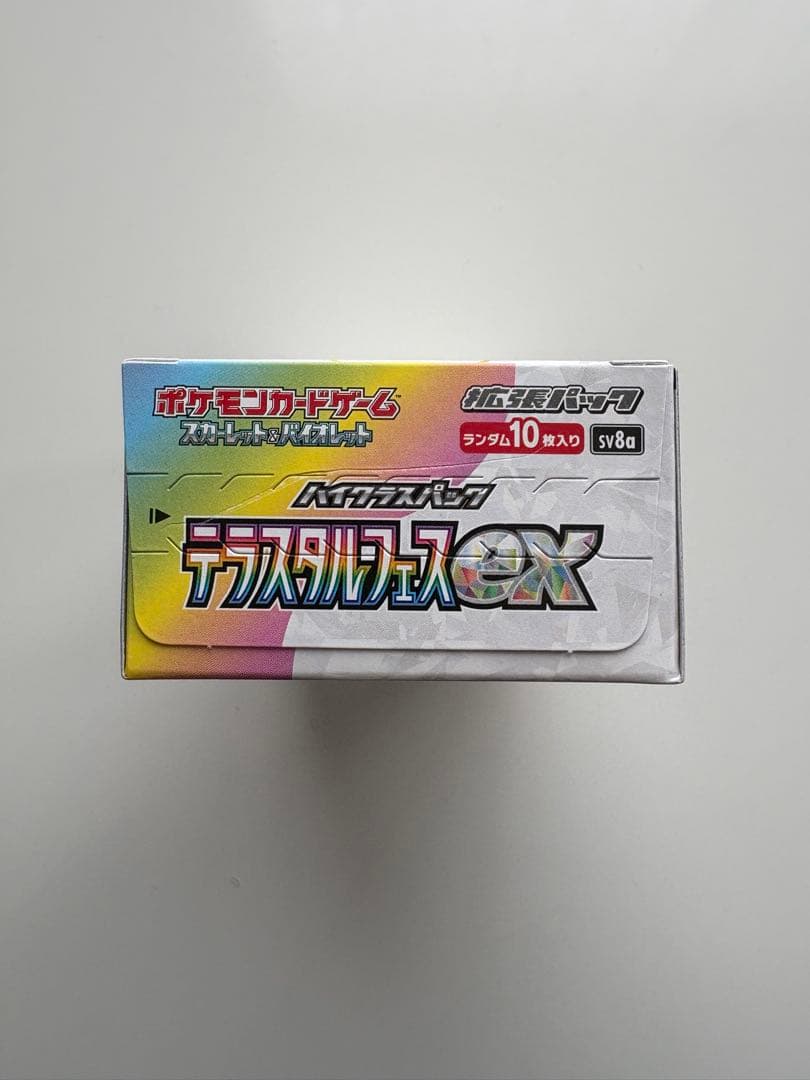 ポケモンカードゲーム™
スカーレット&バイオレット
拡張パック
ランダム10枚入り SV8a
ハイクラスパック
テラスタルフェスex